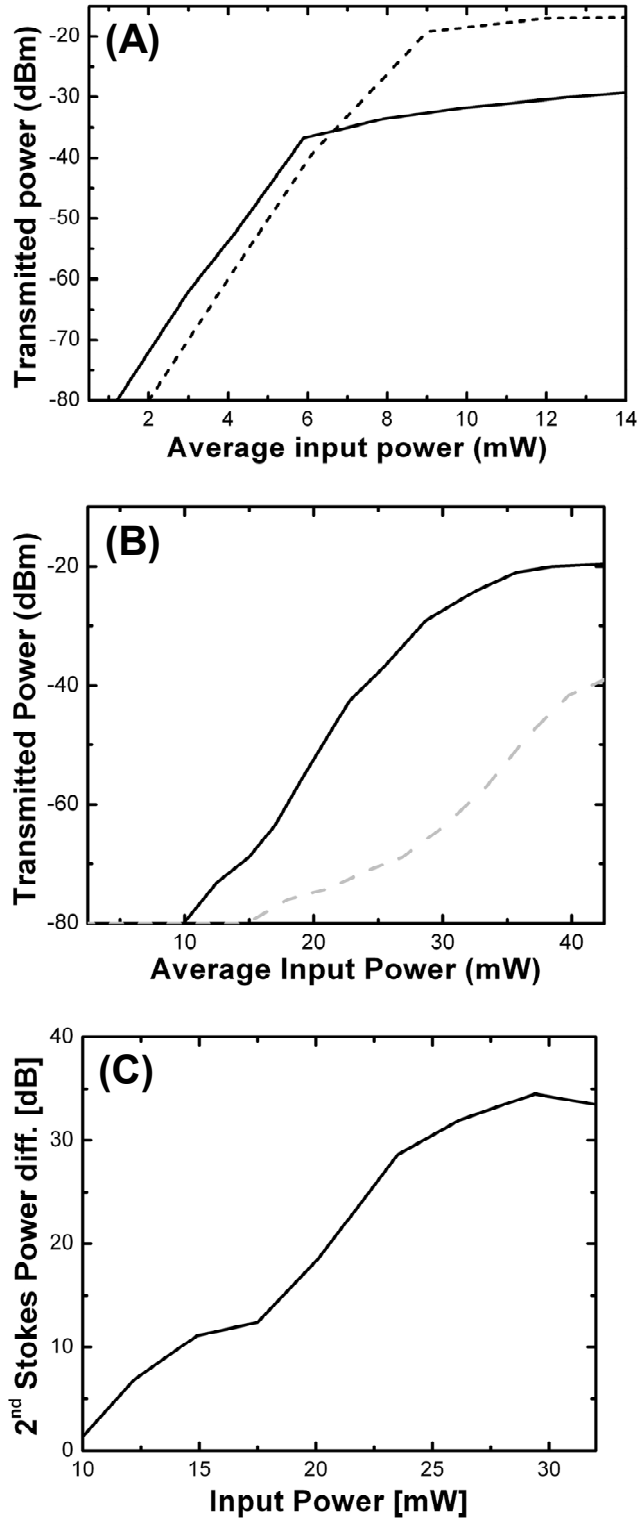 (A)
Transmitted power (dBm)
-20
-30
-40
-50
-60
-70
-80
2 4 6 8 10 12 14
Average input power (mW)
(B)
Transmitted Power (dBm)
-20
-40
-60
-80
10 20 30 40
Average Input Power (mW)
(C)
2nd Stokes Power diff. [dB]
40
30
20
10
0
10 15 20 25 30
Input Power [mW]